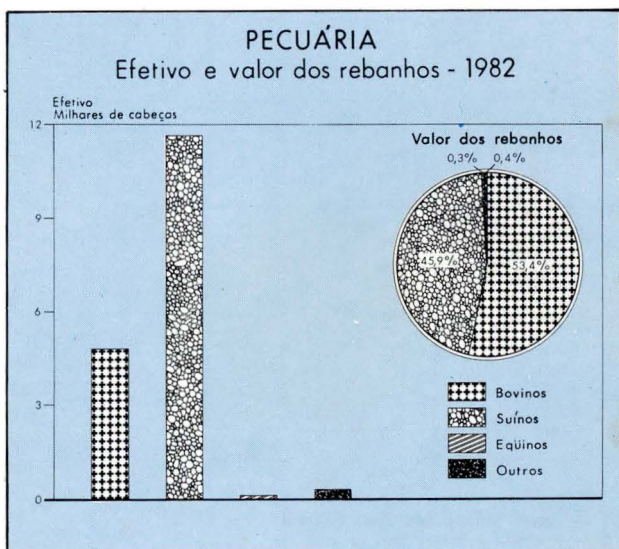 PECUÁRIA
Efetivo e valor dos rebanhos - 1982
Efetivo
Milhares de cabeças
12
9
6
3
0
Valor dos rebanhos
0,3% 0,4%
45,9% 53,4%
Bovinos
Suínos
Eqüinos
Outros